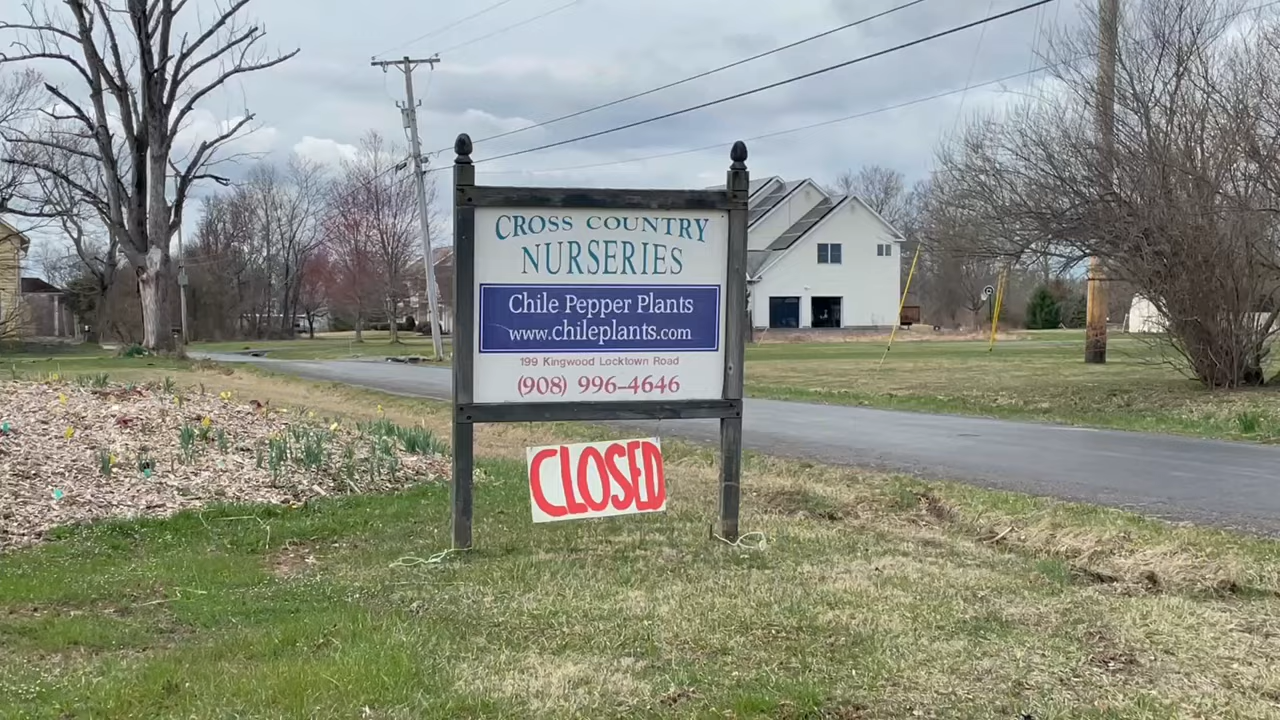 CROSS COUNTRY
NURSERIES
Chile Pepper Plants
www.chileplants.com
199 Kingwood Locktown Road
(908) 996-4646
CLOSED